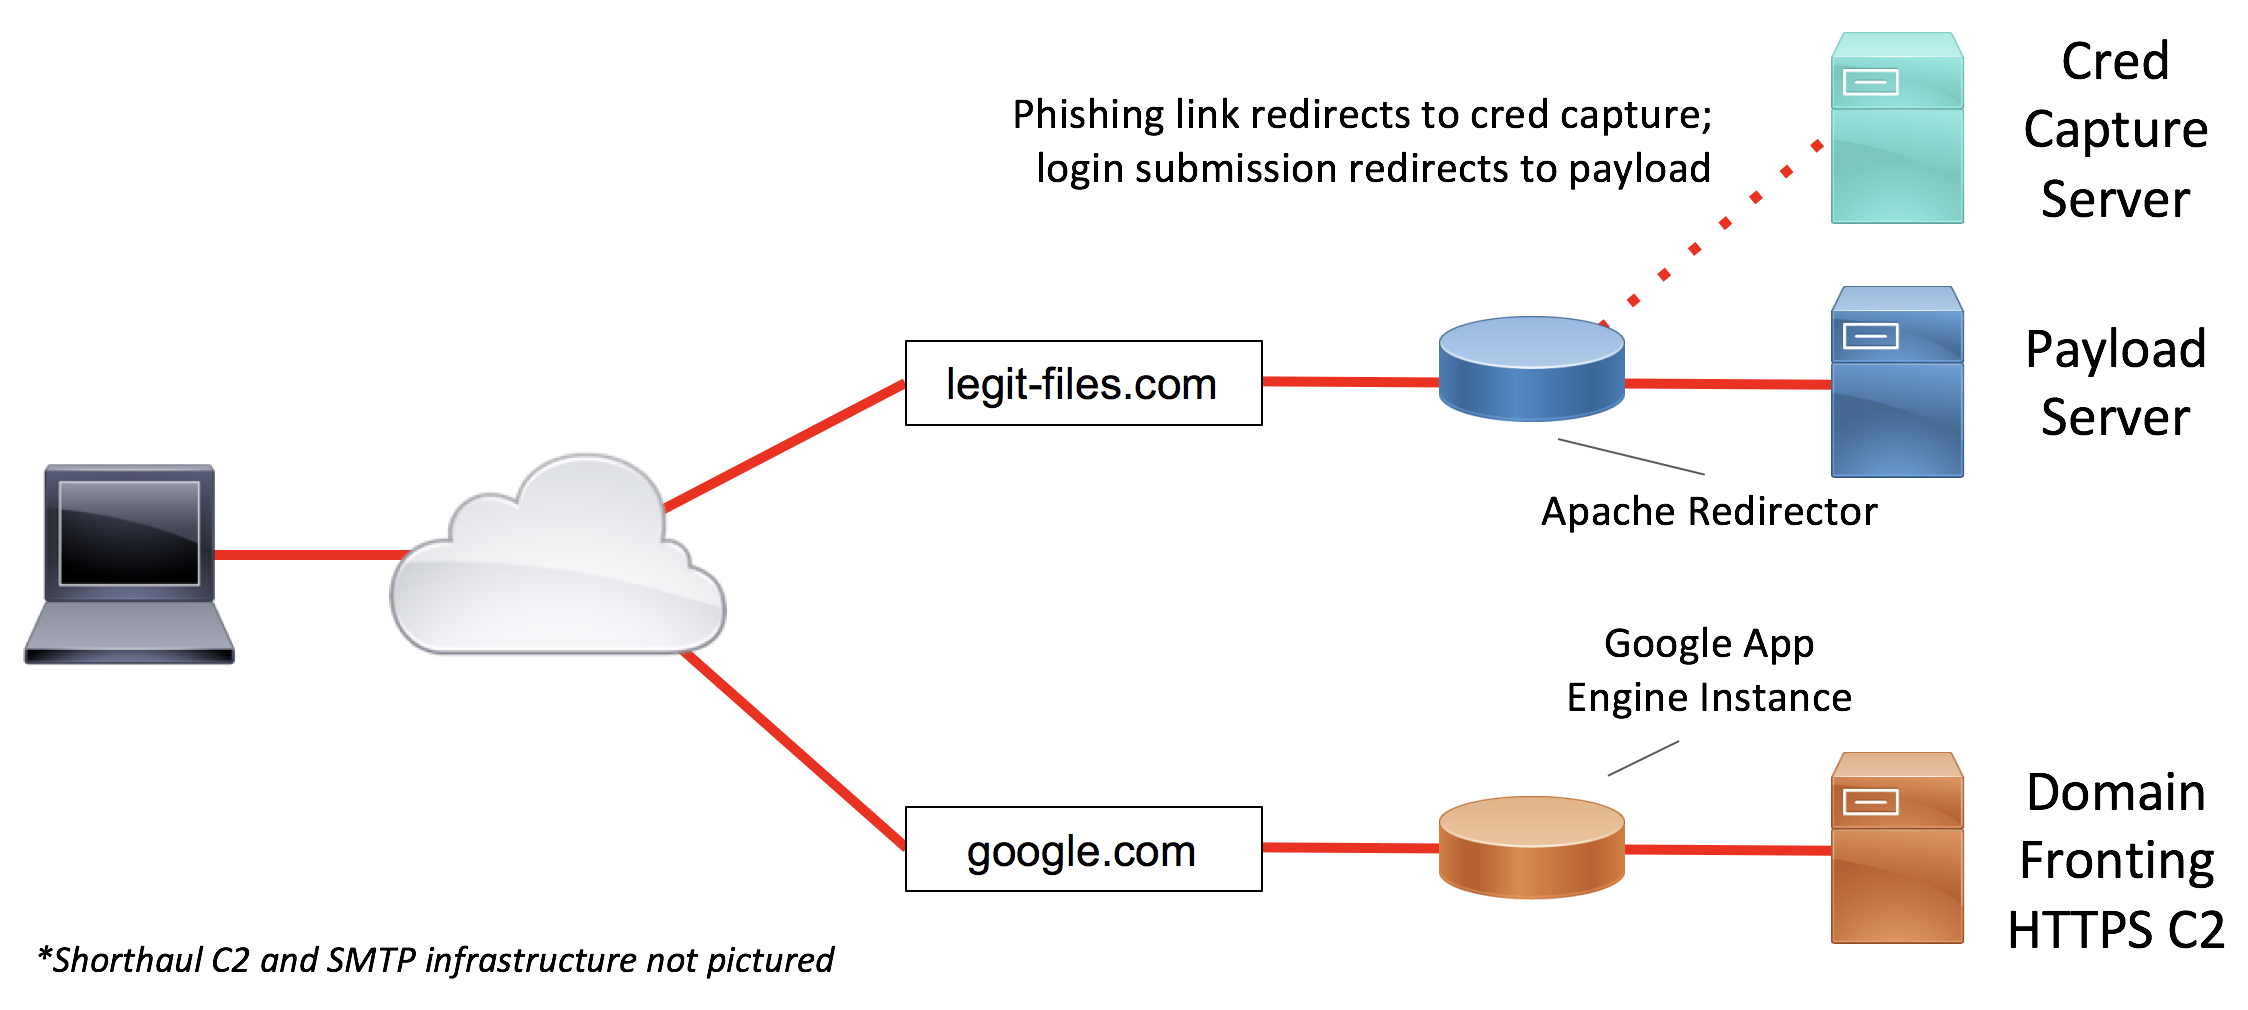 Cred
Capture
Server
Phishing link redirects to cred capture;
login submission redirects to payload
legit-files.com
Payload
Server
Apache Redirector
Google App
Engine Instance
google.com
Domain
Fronting
HTTPS C2
*Shorthaul C2 and SMTP infrastructure not pictured